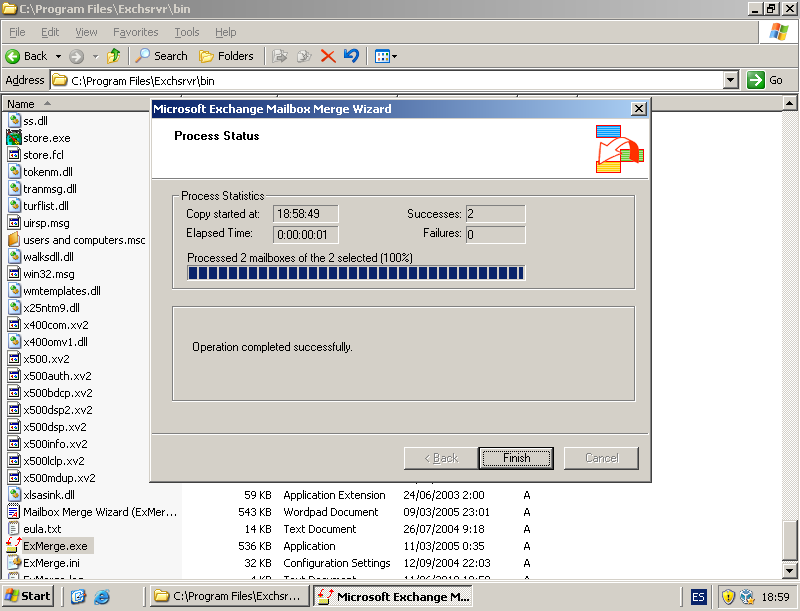 C:\Program Files\Exchsrvr\bin
File Edit View Favorites Tools Help
Back Search Folders
Address C:\Program Files\Exchsrvr\bin Go
Name
Microsoft Exchange Mailbox Merge Wizard
Process Status
Process Statistics
Copy started at: 18:58:49 Successes: 2
Elapsed Time: 0:00:00:01 Failures: 0
Processed 2 mailboxes of the 2 selected (100%)
Operation completed successfully.
< Back Finish Cancel
ss.dll
store.exe
store.fcl
tokenm.dll
tranmsg.dll
turflist.dll
uirsp.msg
users and computers.msc
walksdll.dll
win32.msg
wmtemplates.dll
x25ntm9.dll
x400com.xv2
x400omv1.dll
x500.xv2
x500auth.xv2
x500bdcp.xv2
x500dsp2.xv2
x500dsp.xv2
x500info.xv2
x500lclp.xv2
x500mdup.xv2
xlsasink.dll 59 KB Application Extension 24/06/2003 2:00 A
Mailbox Merge Wizard (ExMer... 543 KB Wordpad Document 09/03/2005 23:01 A
eula.txt 14 KB Text Document 26/07/2004 9:18 A
ExMerge.exe 536 KB Application 11/03/2005 0:35 A
ExMerge.ini 32 KB Configuration Settings 12/09/2004 22:03 A
Start C:\Program Files\Exchsr... Microsoft Exchange M... ES 18:59